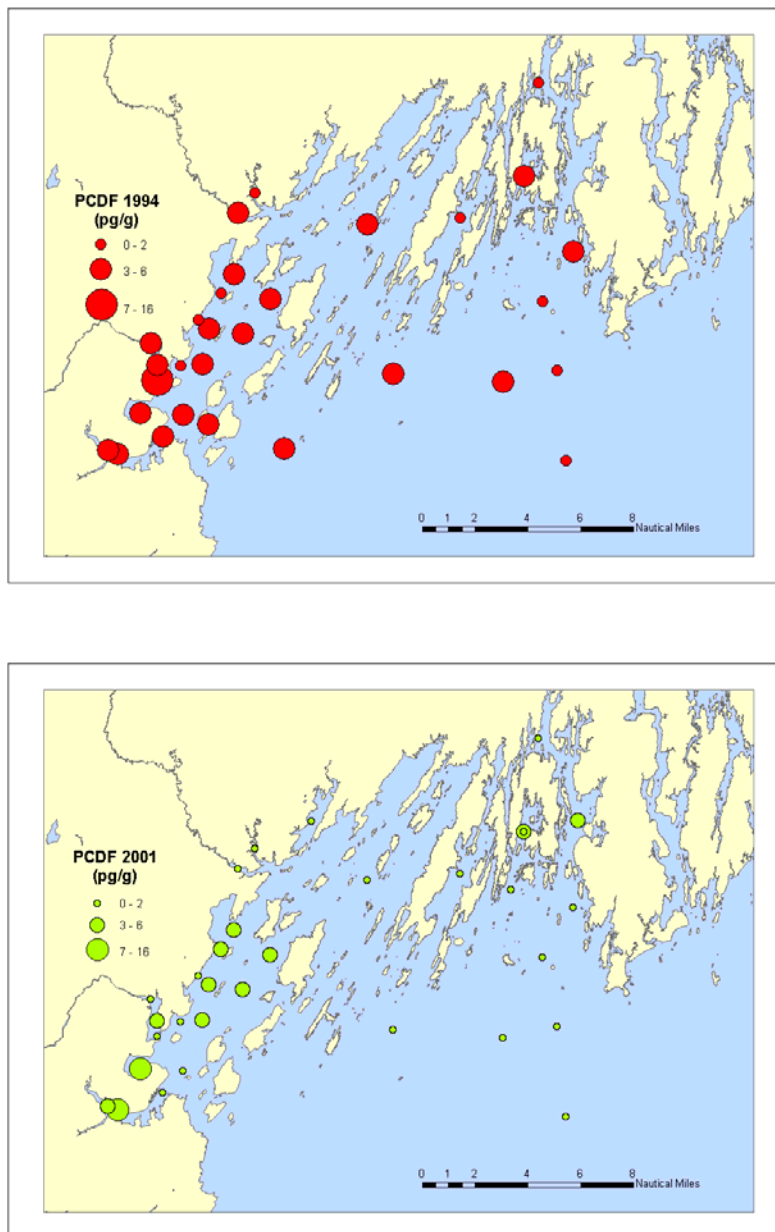 PCDF 1994
(pg/g)
0 - 2
3 - 6
7 - 16
0 1 2 4 6 8
Nautical Miles
PCDF 2001
(pg/g)
0 - 2
3 - 6
7 - 16
0 1 2 4 6 8
Nautical Miles